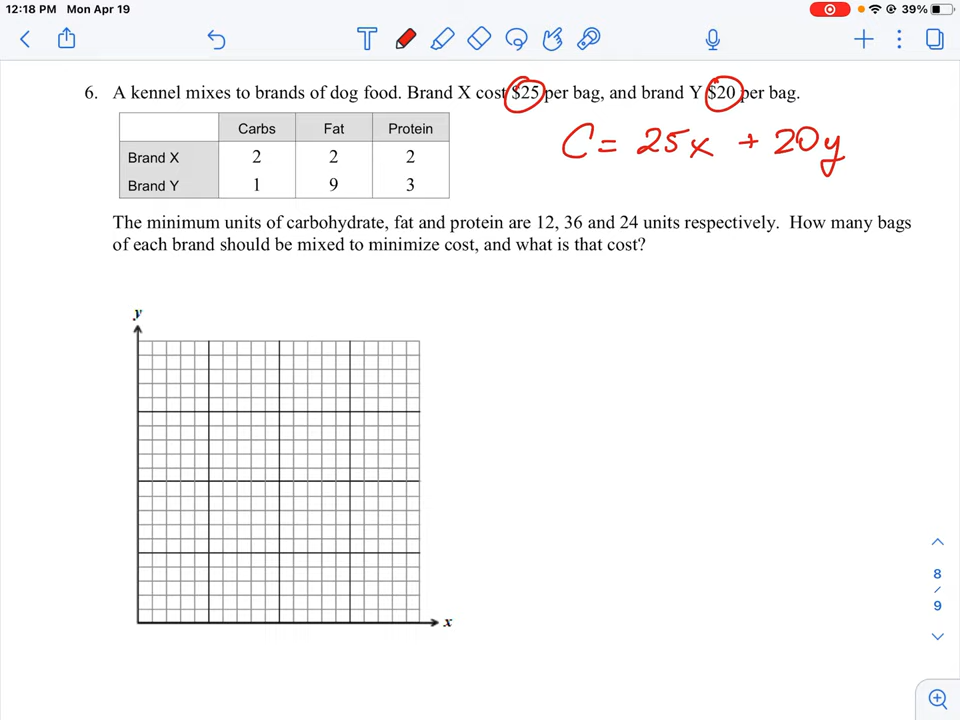 12:18 PM Mon Apr 19
39%
6. A kennel mixes to brands of dog food. Brand X cost $25 per bag, and brand Y $20 per bag.
C = 25x + 20y
Carbs Fat Protein
Brand X 2 2 2
Brand Y 1 9 3
The minimum units of carbohydrate, fat and protein are 12, 36 and 24 units respectively. How many bags
of each brand should be mixed to minimize cost, and what is that cost?
y
x
8
/
9